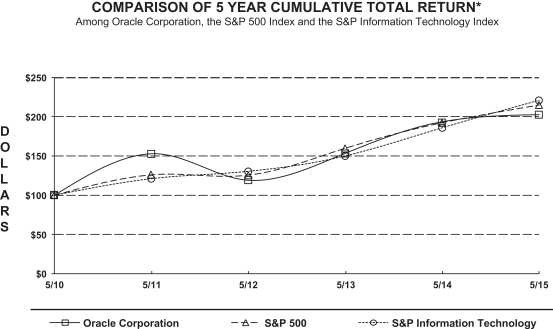 COMPARISON OF 5 YEAR CUMULATIVE TOTAL RETURN*
Among Oracle Corporation, the S&P 500 Index and the S&P Information Technology Index
DOLLARS
$250
$200
$150
$100
$50
$0
5/10 5/11 5/12 5/13 5/14 5/15
Oracle Corporation S&P 500 S&P Information Technology